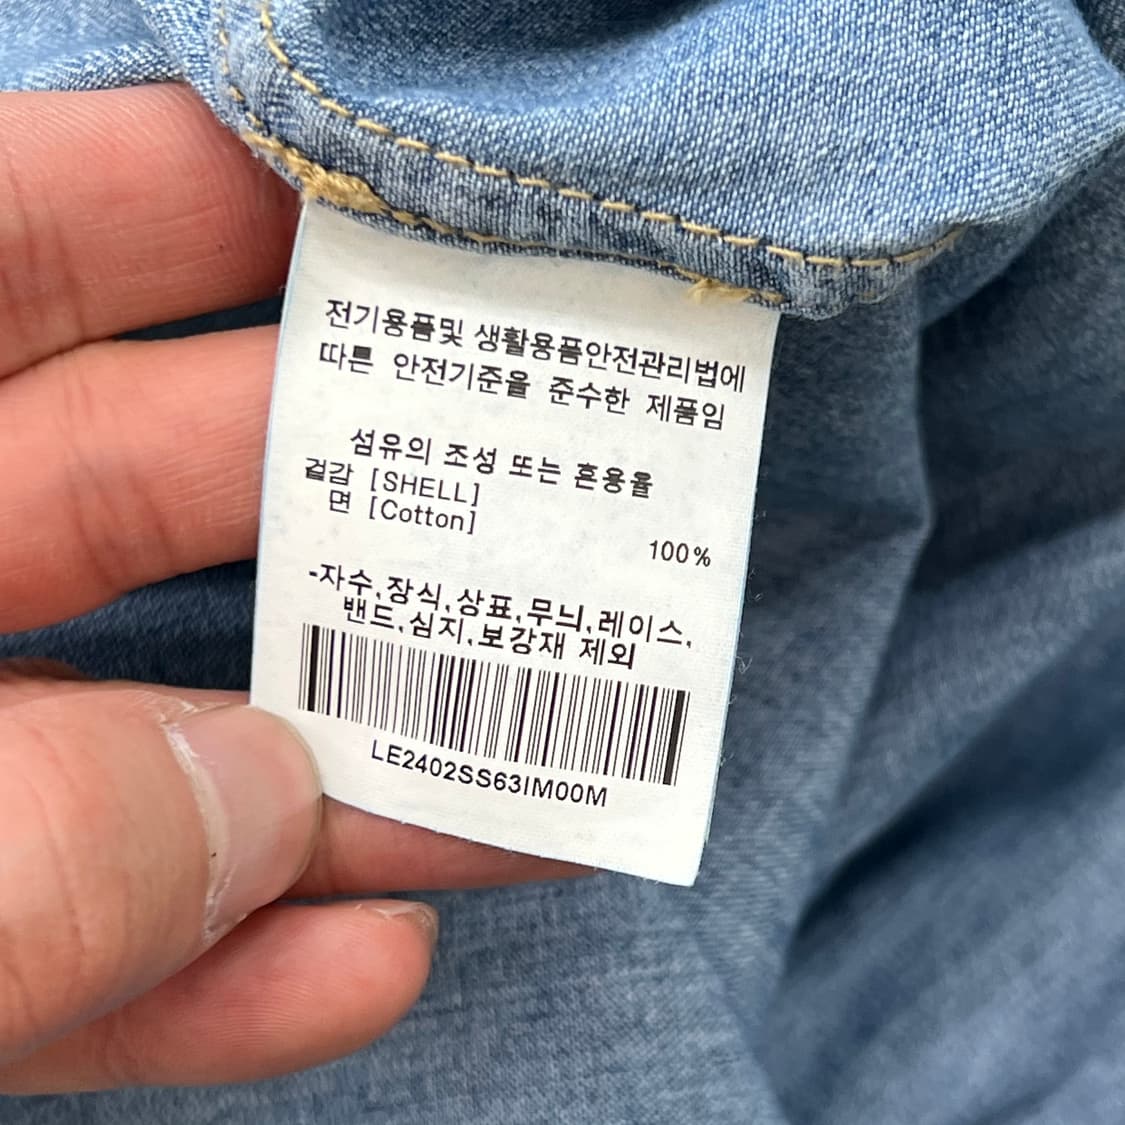 전기용품및 생활용품안전관리법에
따른 안전기준을 준수한 제품임
섬유의 조성 또는 혼용율
겉감 [SHELL]
면 [Cotton]
100%
-자수,장식,상표,무늬,레이스,
밴드,심지,보강재 제외
LE2402SS63IM00M